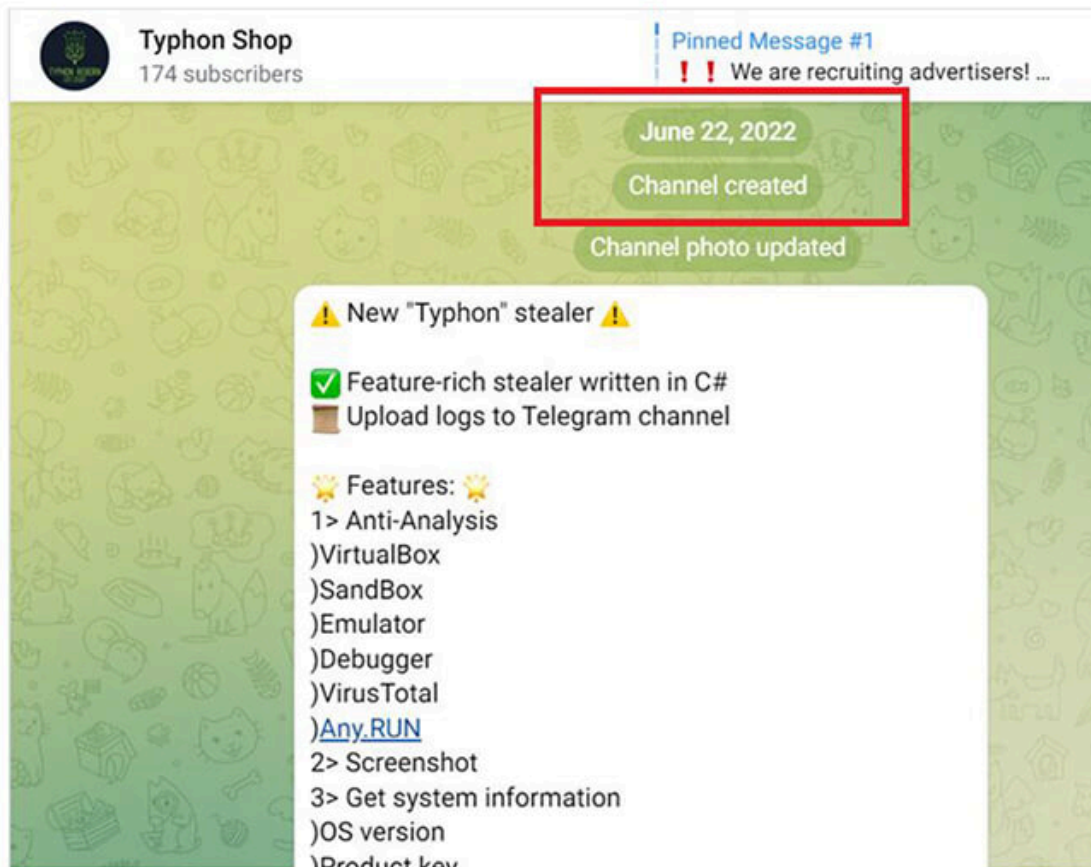 Typhon Shop
174 subscribers
Pinned Message #1
❗❗ We are recruiting advertisers! ...
June 22, 2022
Channel created
Channel photo updated
⚠️ New "Typhon" stealer ⚠️
✅ Feature-rich stealer written in C#
📜 Upload logs to Telegram channel
🌟 Features: 🌟
1> Anti-Analysis
)VirtualBox
)SandBox
)Emulator
)Debugger
)VirusTotal
)Any.RUN
2> Screenshot
3> Get system information
)OS version
)Product key